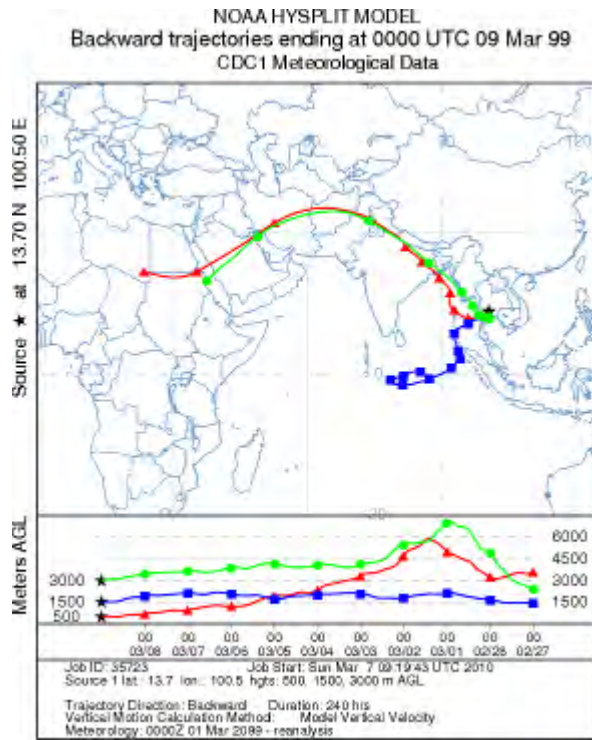 NOAA HYSPLIT MODEL
Backward trajectories ending at 0000 UTC 09 Mar 99
CDC1 Meteorological Data
Source ★ at 13.70 N 100.50 E
120
Meters AGL
3000
1500
500
6000
4500
3000
1500
00 00 00 00 00 00 00 00 00 00
03/08 03/07 03/06 03/05 03/04 03/03 03/02 03/01 02/28 02/27
Job ID: 35723 Job Start: Sun Mar 7 09:19:43 UTC 2010
Source 1 lat.: 13.7 lon.: 100.5 hgts: 500, 1500, 3000 m AGL
Trajectory Direction: Backward Duration: 240 hrs
Vertical Motion Calculation Method: Model Vertical Velocity
Meteorology: 0000Z 01 Mar 2099 - reanalysis